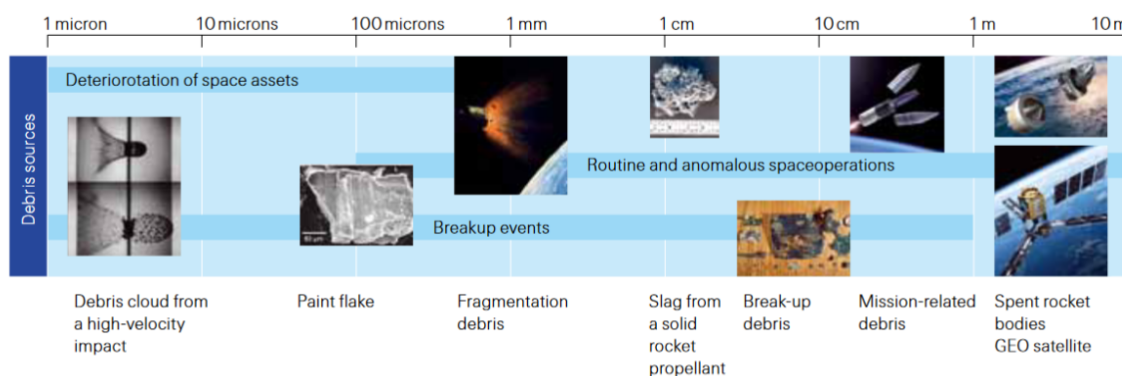 1 micron
10 microns
100 microns
1 mm
1 cm
10 cm
1 m
10 m
Debris sources
Deteriorotation of space assets
Routine and anomalous spaceoperations
Breakup events
Debris cloud from
a high-velocity
impact
Paint flake
Fragmentation
debris
Slag from
a solid
rocket
propellant
Break-up
debris
Mission-related
debris
Spent rocket
bodies
GEO satellite